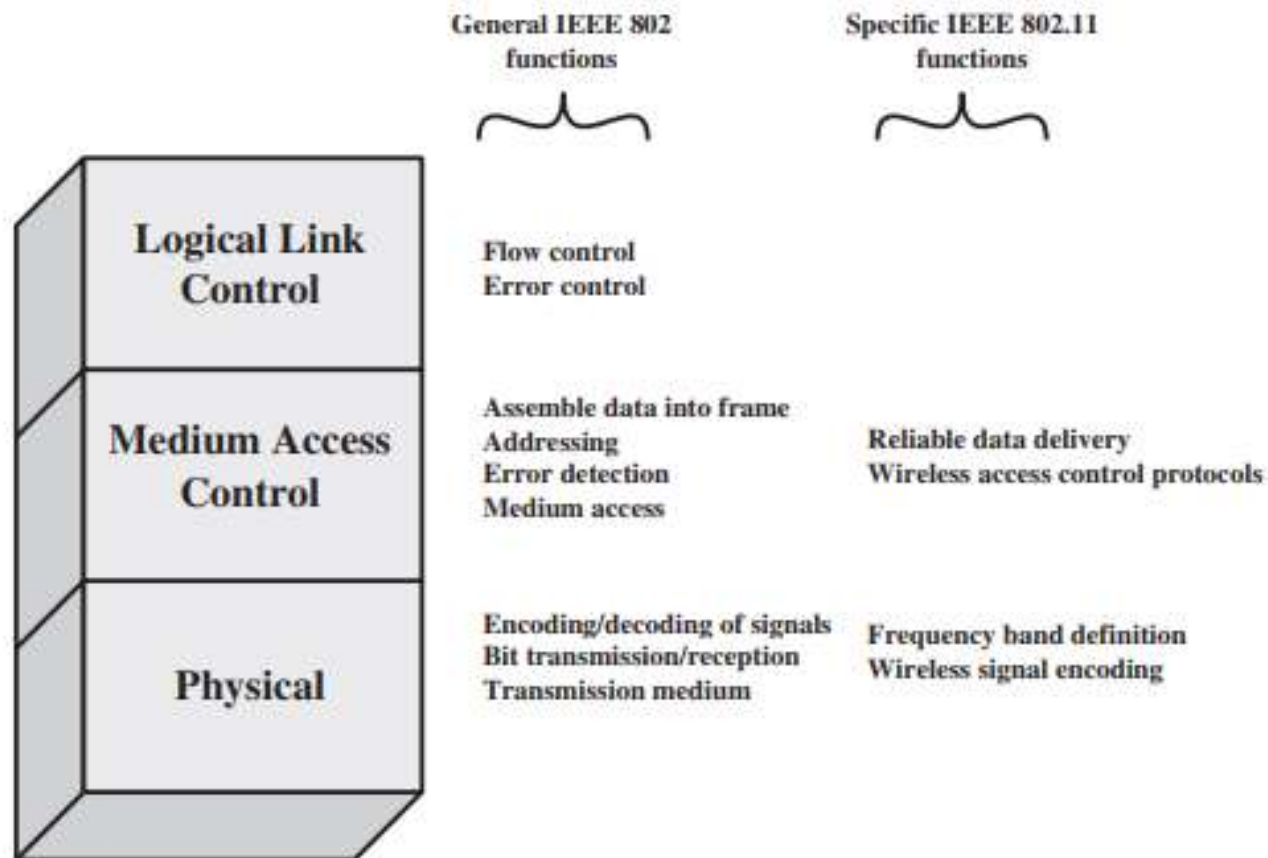 General IEEE 802
functions
Specific IEEE 802.11
functions
Logical Link
Control
Flow control
Error control
Medium Access
Control
Assemble data into frame
Addressing
Error detection
Medium access
Reliable data delivery
Wireless access control protocols
Physical
Encoding/decoding of signals
Bit transmission/reception
Transmission medium
Frequency band definition
Wireless signal encoding